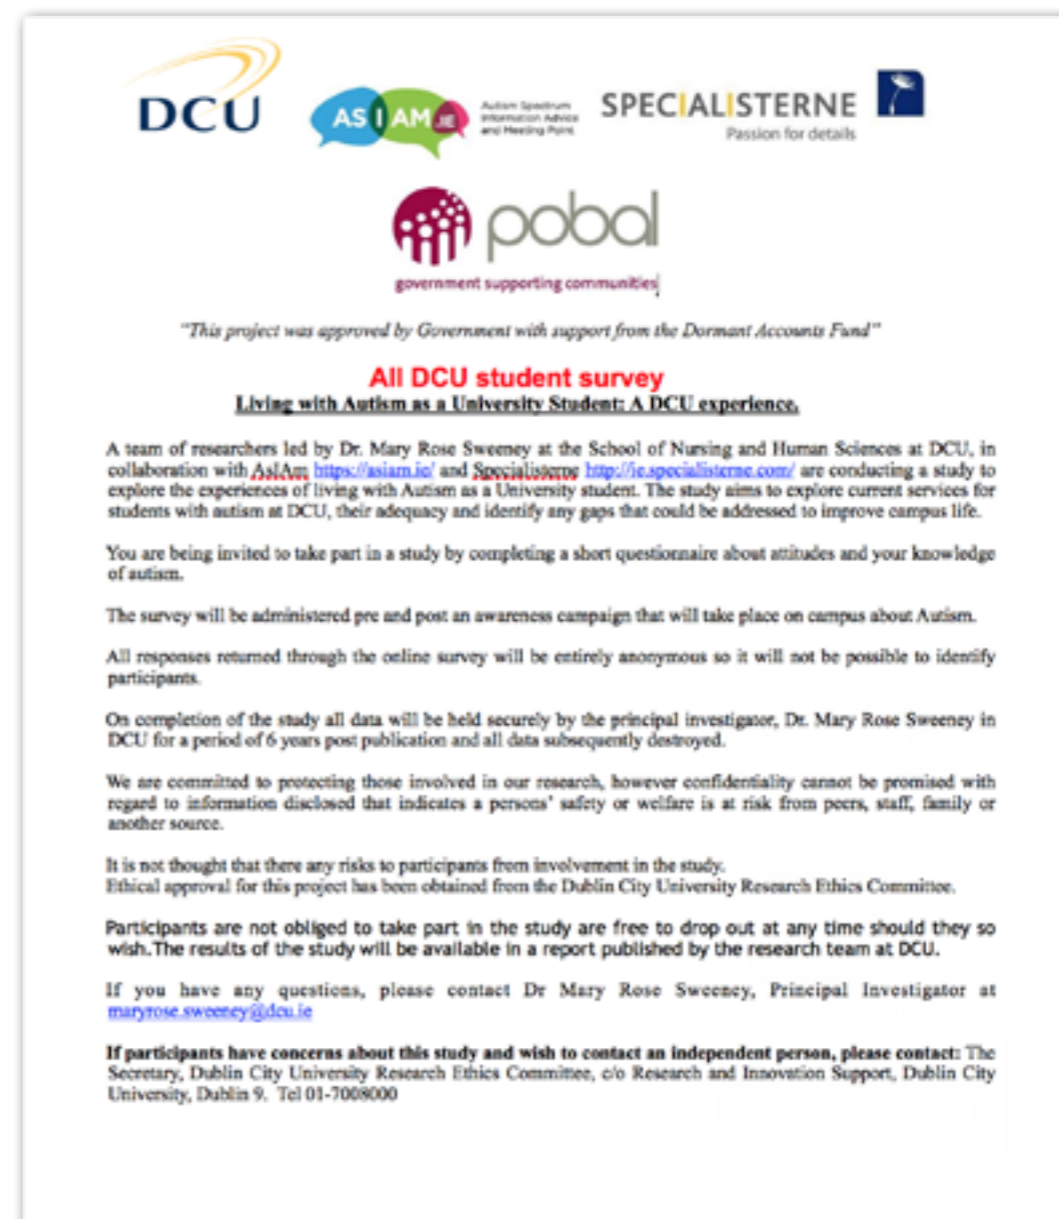 DCU
AS I AM .IE
Autism Spectrum
Information Advice
and Meeting Point
SPECIALISTERNE
Passion for details
pobal
government supporting communities
"This project was approved by Government with support from the Dormant Accounts Fund"
All DCU student survey
Living with Autism as a University Student: A DCU experience.
A team of researchers led by Dr. Mary Rose Sweeney at the School of Nursing and Human Sciences at DCU, in
collaboration with AsIAm https://asiam.ie/ and Specialisterne http://ie.specialisterne.com/ are conducting a study to
explore the experiences of living with Autism as a University student. The study aims to explore current services for
students with autism at DCU, their adequacy and identify any gaps that could be addressed to improve campus life.
You are being invited to take part in a study by completing a short questionnaire about attitudes and your knowledge
of autism.
The survey will be administered pre and post an awareness campaign that will take place on campus about Autism.
All responses returned through the online survey will be entirely anonymous so it will not be possible to identify
participants.
On completion of the study all data will be held securely by the principal investigator, Dr. Mary Rose Sweeney in
DCU for a period of 6 years post publication and all data subsequently destroyed.
We are committed to protecting those involved in our research, however confidentiality cannot be promised with
regard to information disclosed that indicates a persons' safety or welfare is at risk from peers, staff, family or
another source.
It is not thought that there any risks to participants from involvement in the study.
Ethical approval for this project has been obtained from the Dublin City University Research Ethics Committee.
Participants are not obliged to take part in the study are free to drop out at any time should they so
wish.The results of the study will be available in a report published by the research team at DCU.
If you have any questions, please contact Dr Mary Rose Sweeney, Principal Investigator at
maryrose.sweeney@dcu.ie
If participants have concerns about this study and wish to contact an independent person, please contact: The
Secretary, Dublin City University Research Ethics Committee, c/o Research and Innovation Support, Dublin City
University, Dublin 9. Tel 01-7008000